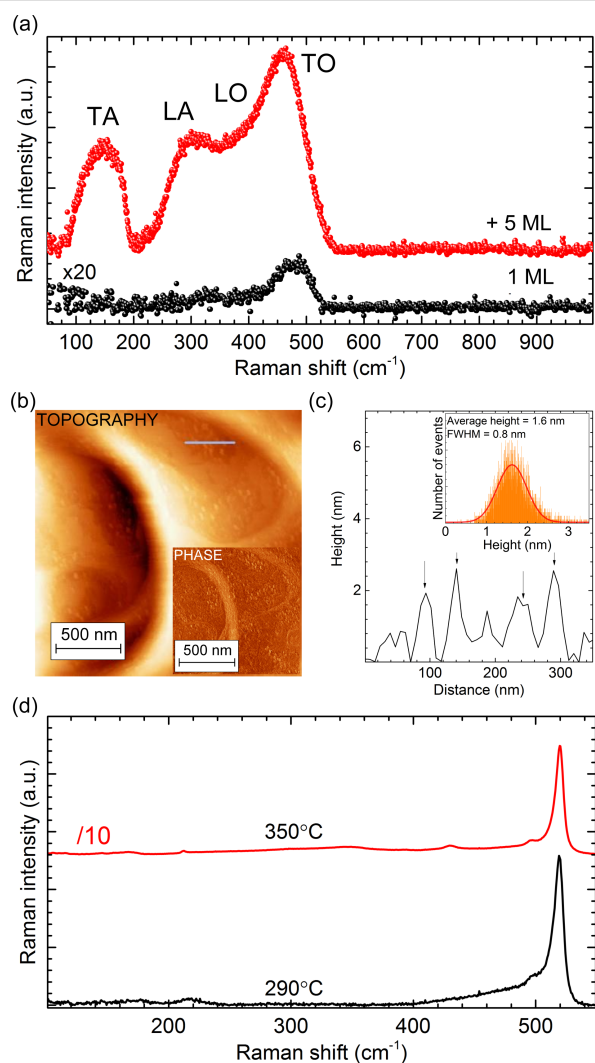 (a)
Raman intensity (a.u.)
TA
LA
LO
TO
+ 5 ML
x20
1 ML
100 200 300 400 500 600 700 800 900
Raman shift (cm-1)
(b)
TOPOGRAPHY
PHASE
500 nm
500 nm
(c)
Height (nm)
6
4
2
100 200 300
Distance (nm)
Average height = 1.6 nm
FWHM = 0.8 nm
Number of events
0 1 2 3
Height (nm)
(d)
Raman intensity (a.u.)
/10
350°C
290°C
200 300 400 500
Raman shift (cm-1)